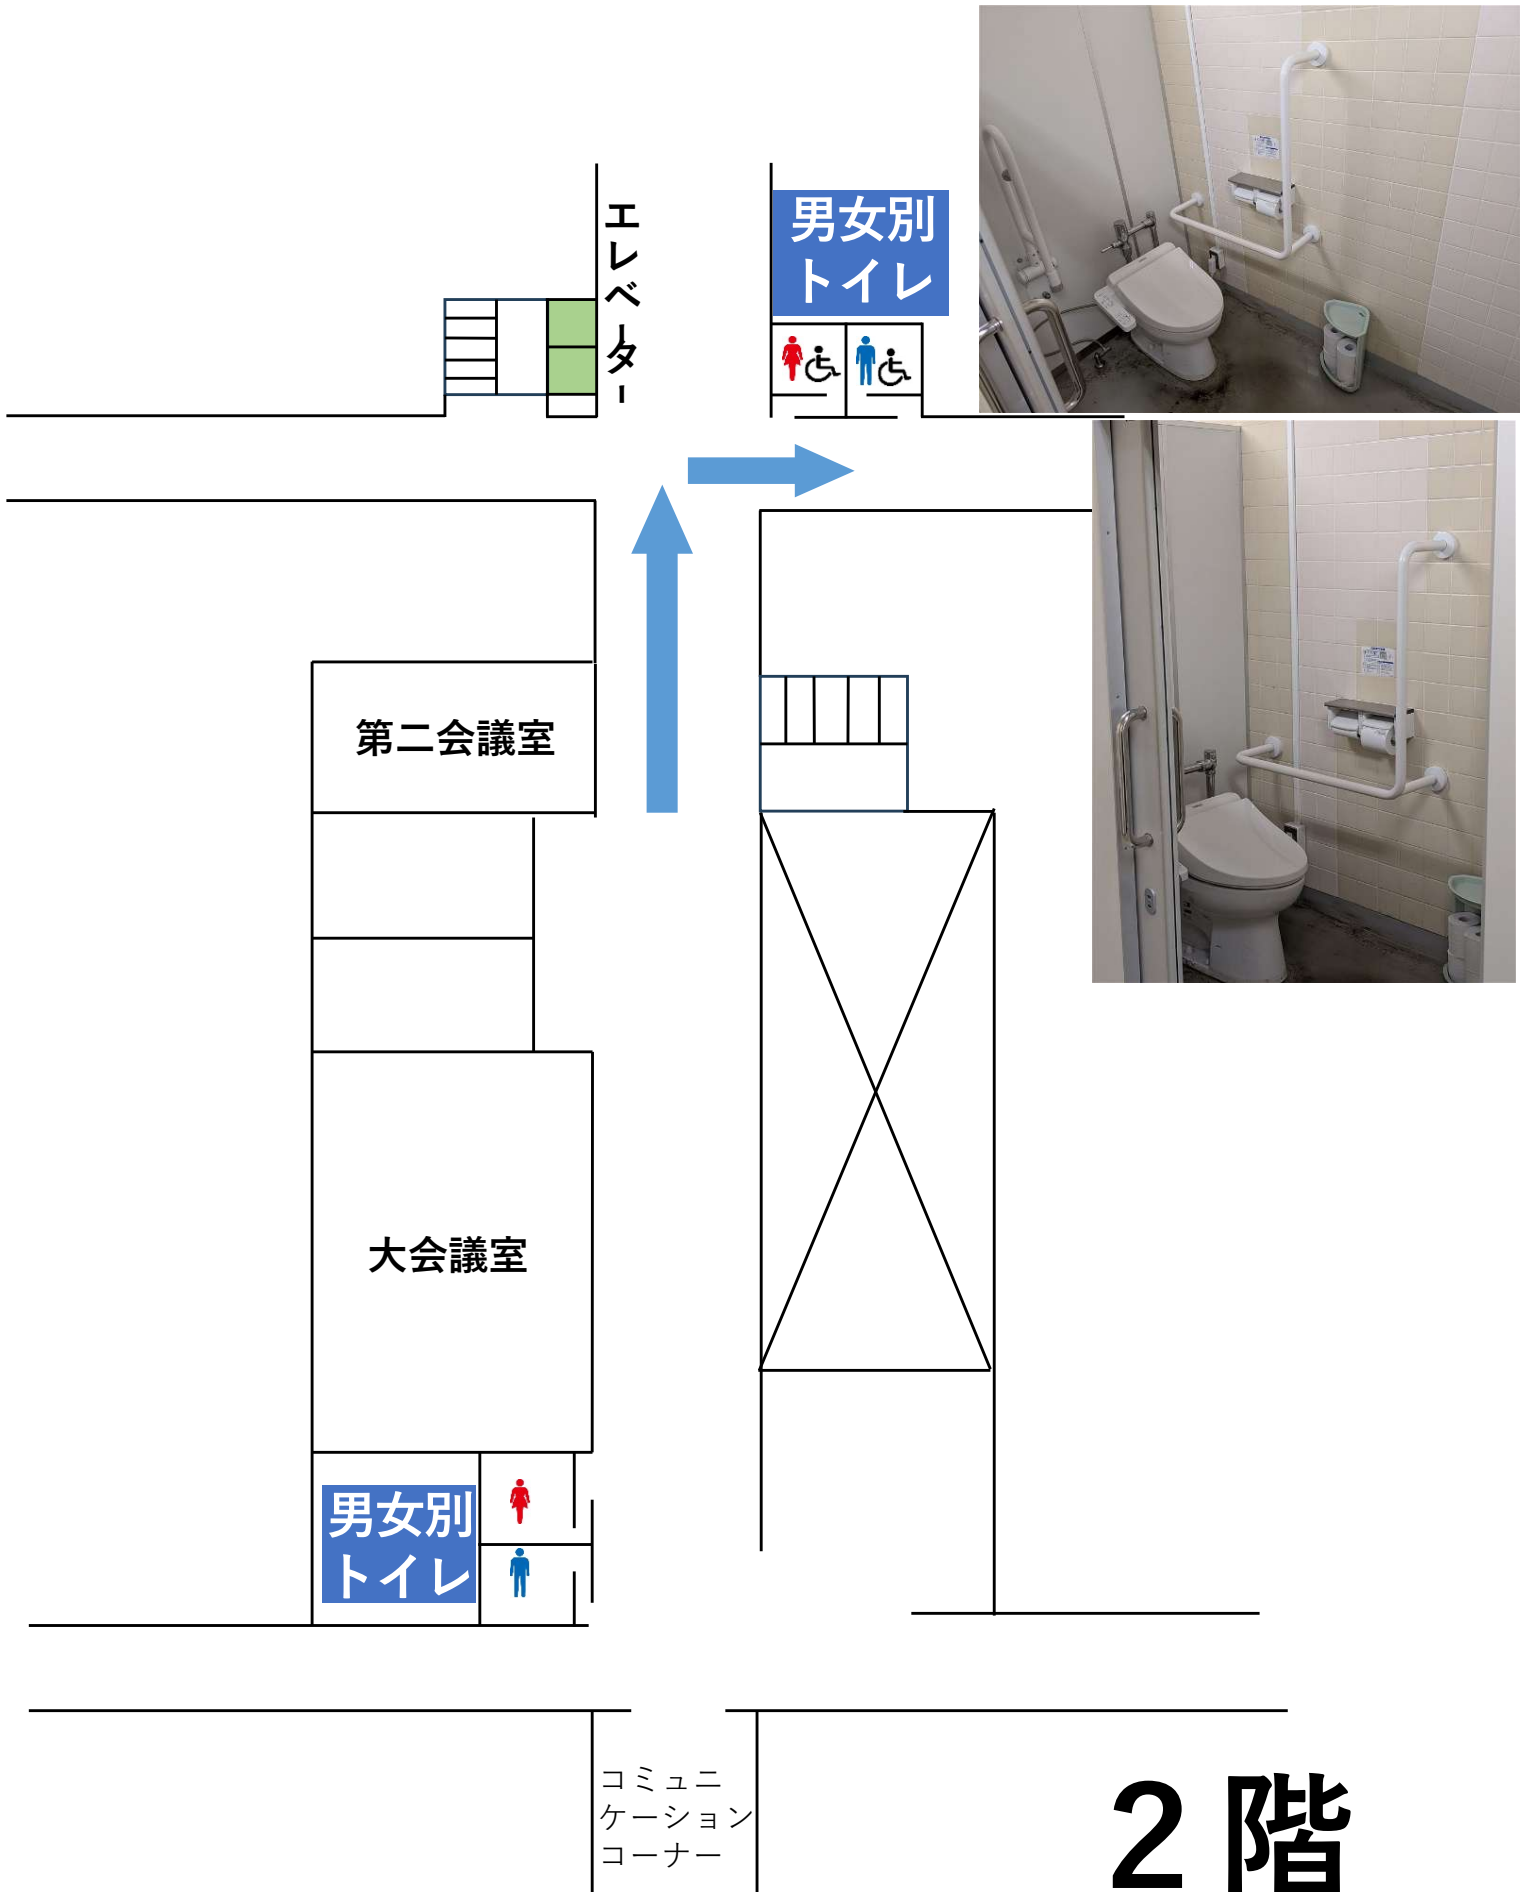 エレベーター
男女別
トイレ
第二会議室
大会議室
男女別
トイレ
コミュニ
ケーション
コーナー
２階